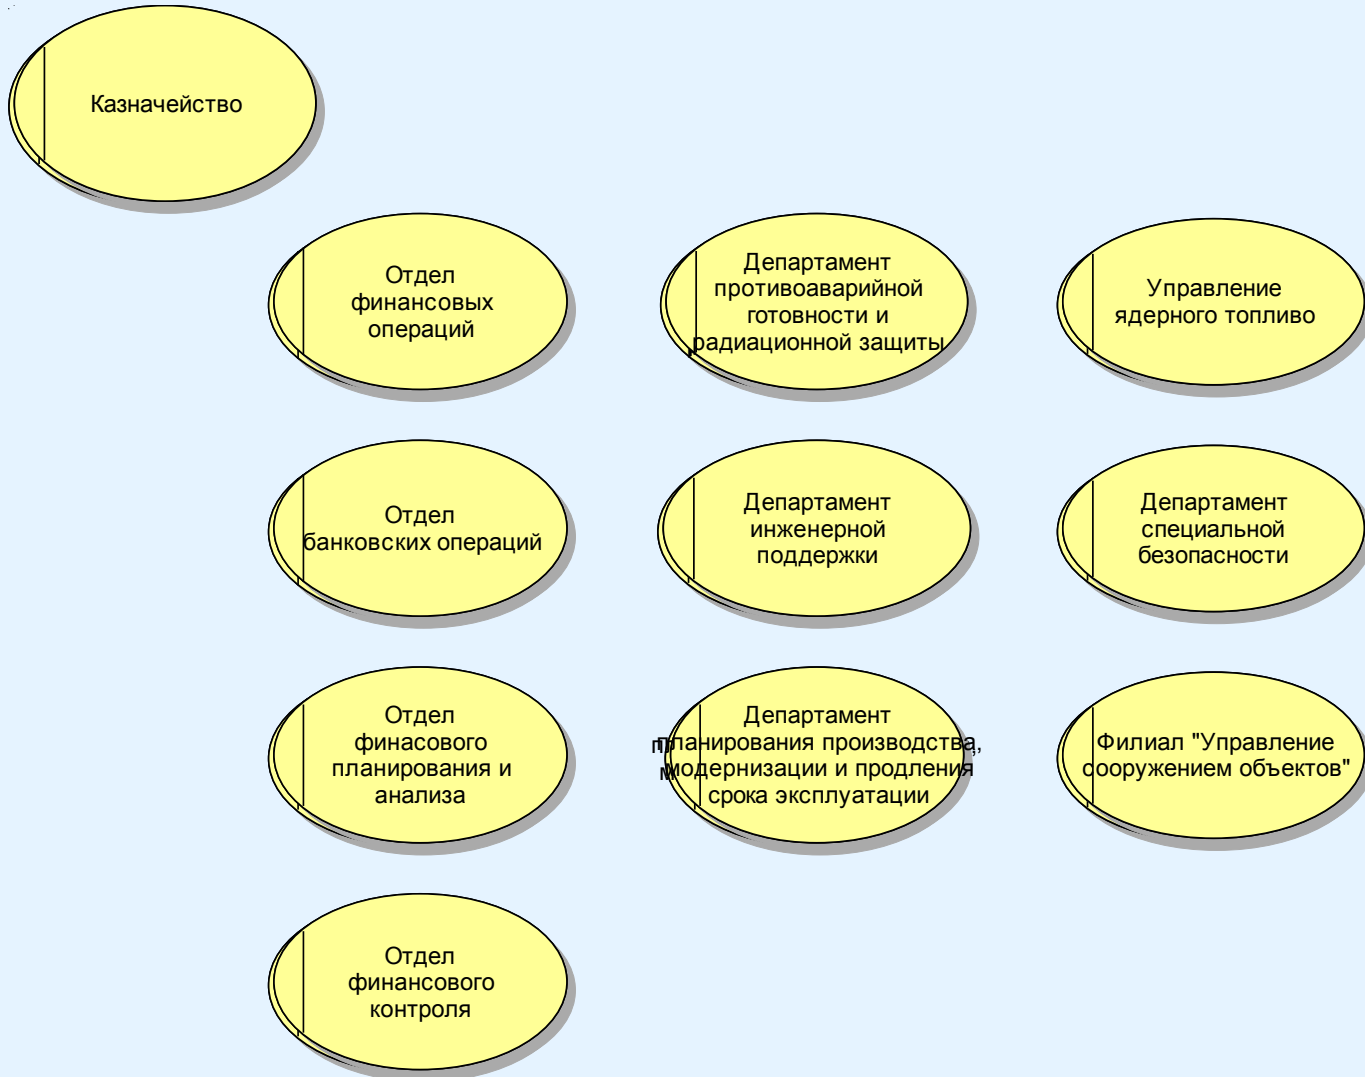 Казначейство
Отдел
финансовых
операций
Департамент
противоаварийной
готовности и
радиационной защиты
Управление
ядерного топливо
Отдел
банковских операций
Департамент
инженерной
поддержки
Департамент
специальной
безопасности
Отдел
финасового
планирования и
анализа
Департамент
планирования производства,
модернизации и продления
срока эксплуатации
Филиал "Управление
сооружением объектов"
Отдел
финансового
контроля